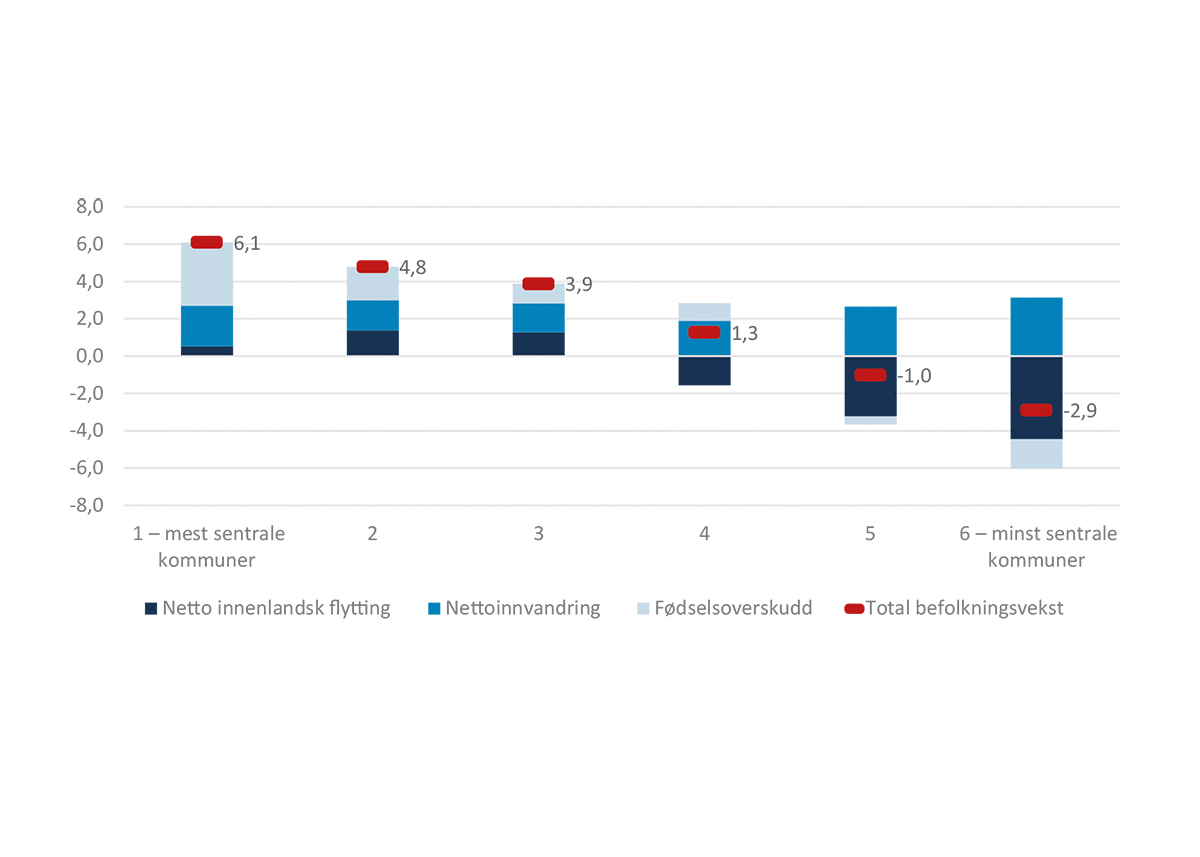 8,0
6,0
4,0
2,0
0,0
-2,0
-4,0
-6,0
-8,0
6,1
4,8
3,9
1,3
-1,0
-2,9
1 – mest sentrale
kommuner
2
3
4
5
6 – minst sentrale
kommuner
Netto innenlandsk flytting
Nettoinnvandring
Fødselsoverskudd
Total befolkningsvekst